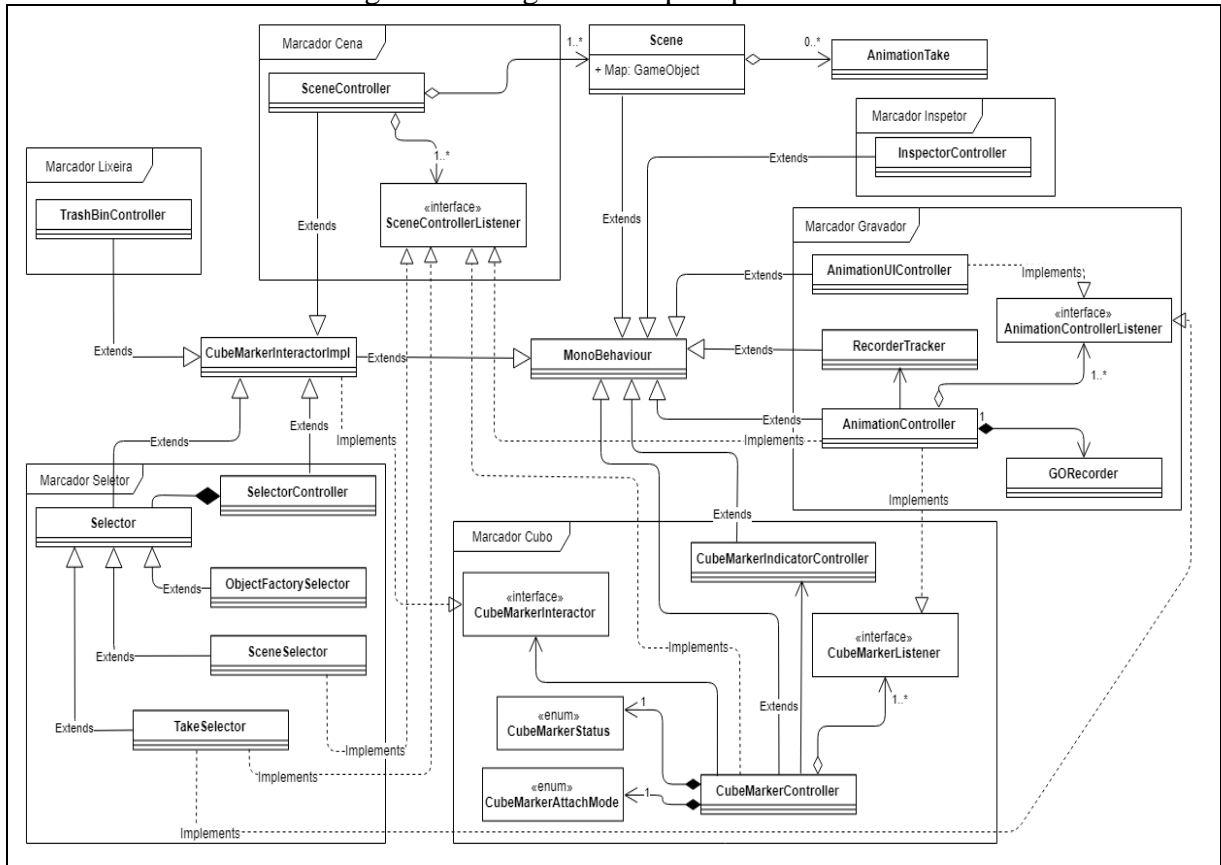 Marcador Cena
SceneController
1..*
Scene
+ Map: GameObject
0..*
AnimationTake
1..*
«interface»
SceneControllerListener
Extends
Extends
Marcador Inspetor
InspectorController
Extends
Marcador Lixeira
TrashBinController
Extends
Marcador Gravador
AnimationUIController
Extends
Implements
«interface»
AnimationControllerListener
RecorderTracker
Extends
1..*
AnimationController
Extends
Implements
1
GORecorder
Implements
CubeMarkerInteractorImpl
Extends
MonoBehaviour
Implements
Extends
Extends
Marcador Seletor
SelectorController
Selector
ObjectFactorySelector
Extends
SceneSelector
Extends
TakeSelector
Extends
Implements
Implements
Implements
Marcador Cubo
Extends
CubeMarkerIndicatorController
«interface»
CubeMarkerInteractor
«interface»
CubeMarkerListener
Implements
1..*
Extends
«enum»
CubeMarkerStatus
1
«enum»
CubeMarkerAttachMode
1
CubeMarkerController